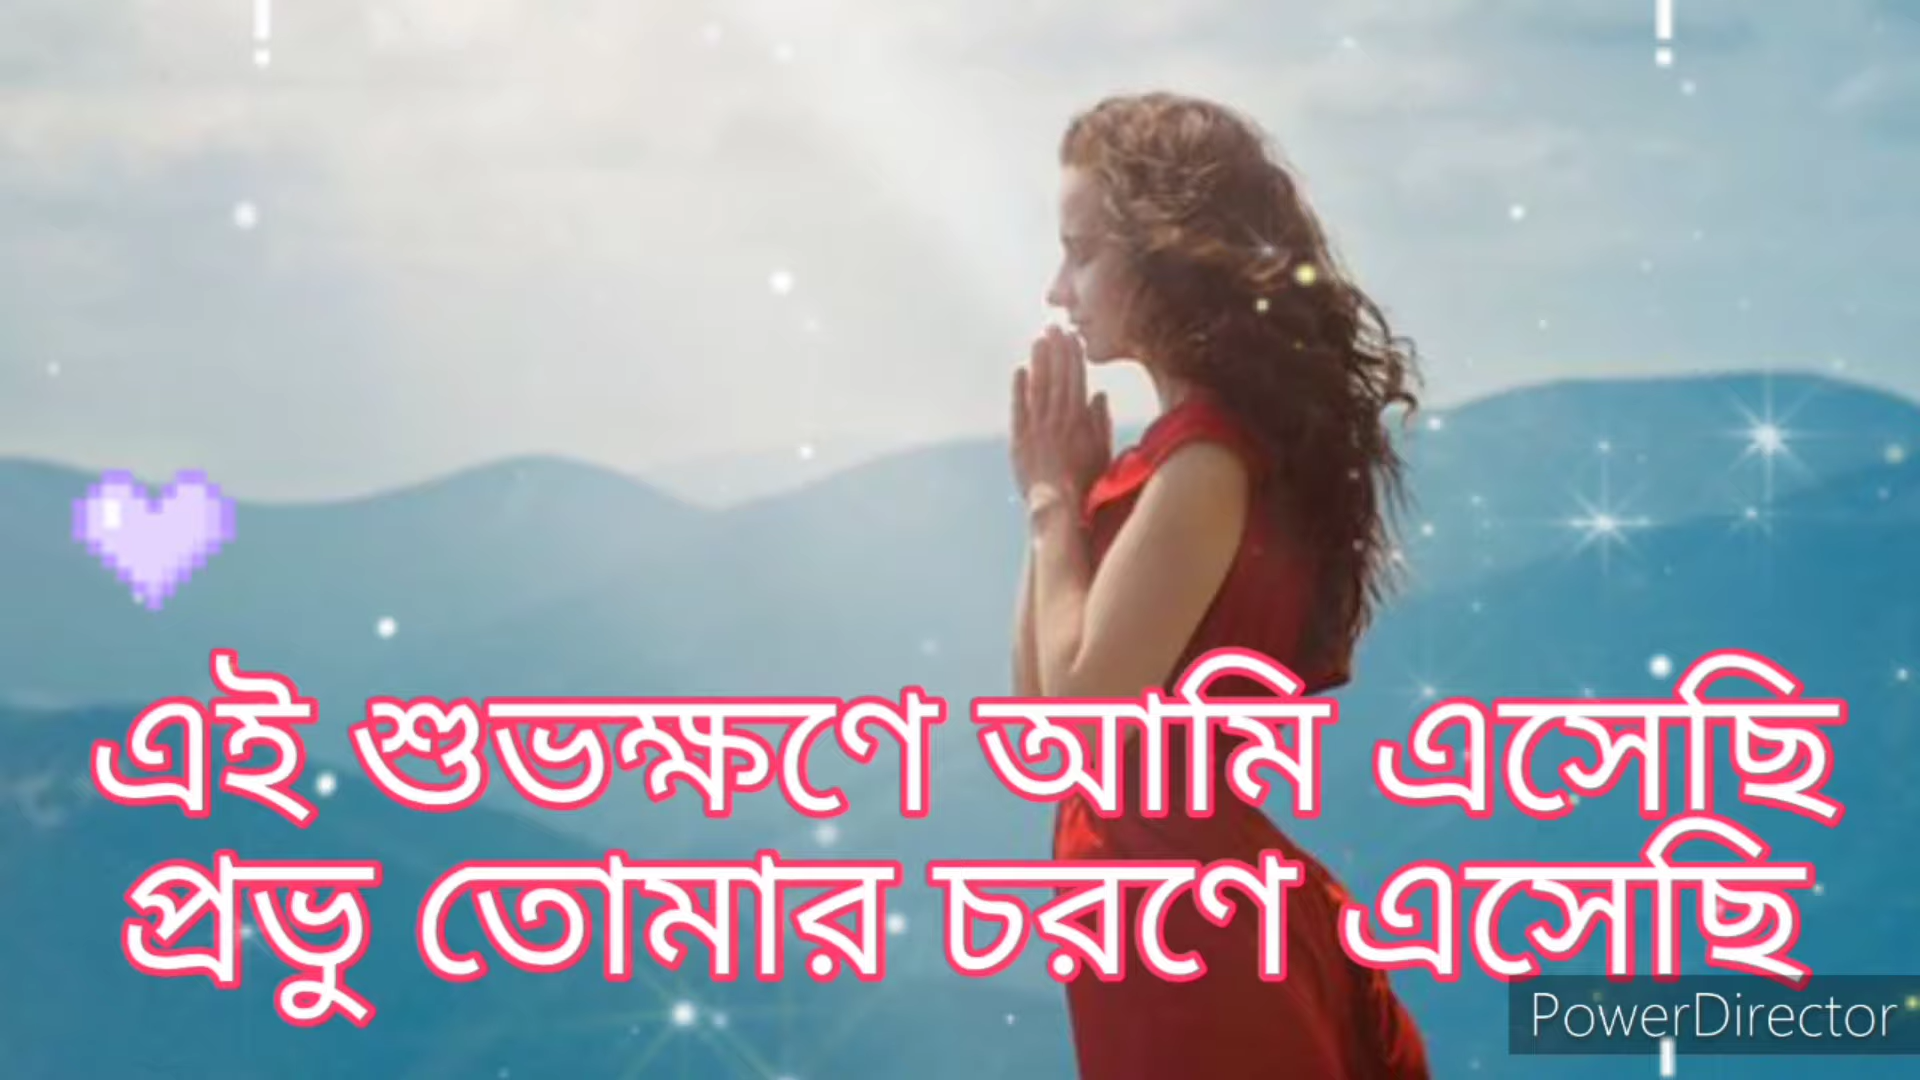 এই শুভক্ষণে আমি এসেছি
প্রভু তোমার চরণে এসেছি
PowerDirector